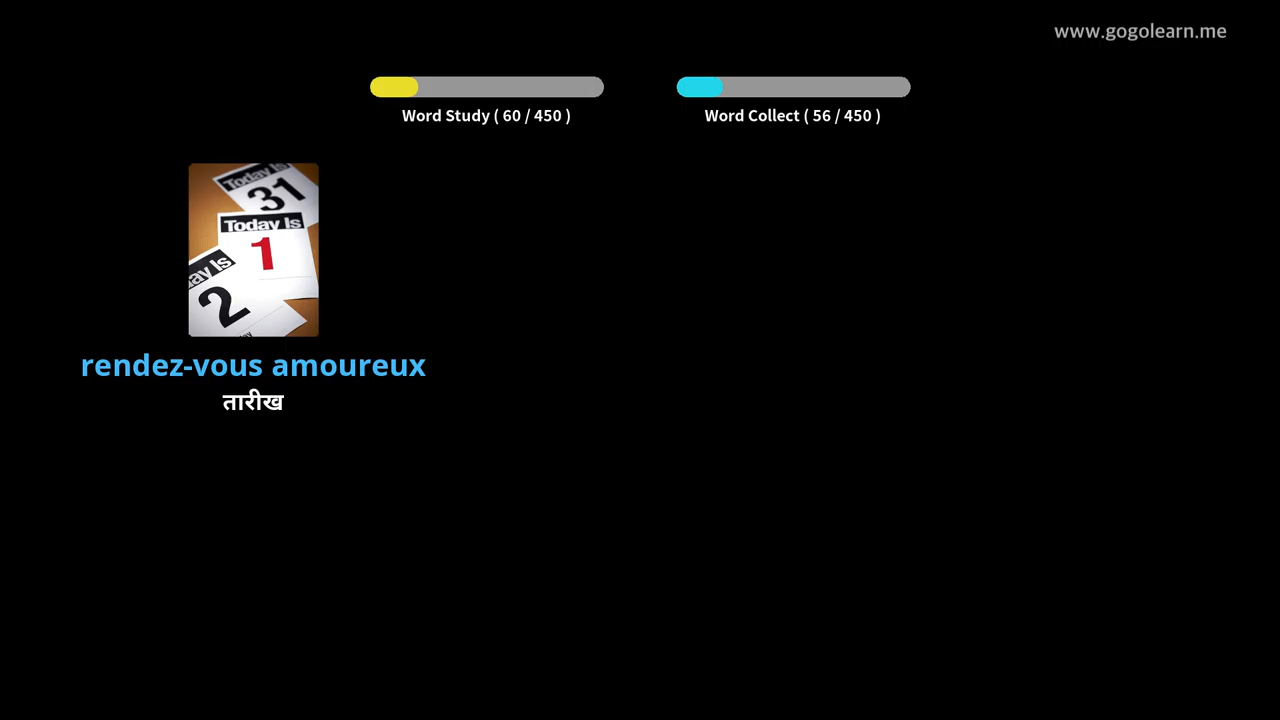 www.gogolearn.me
Word Study ( 60 / 450 )
Word Collect ( 56 / 450 )
Today Is
31
Today Is
1
ay Is
2
rendez-vous amoureux
तारीख